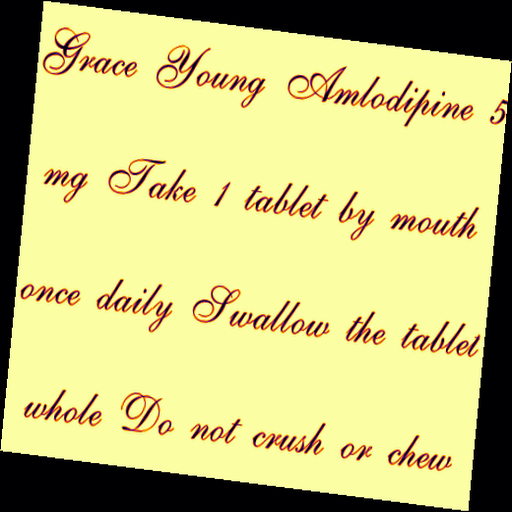 Grace Young Amlodipine 5
mg Take 1 tablet by mouth
once daily Swallow the tablet
whole Do not crush or chew